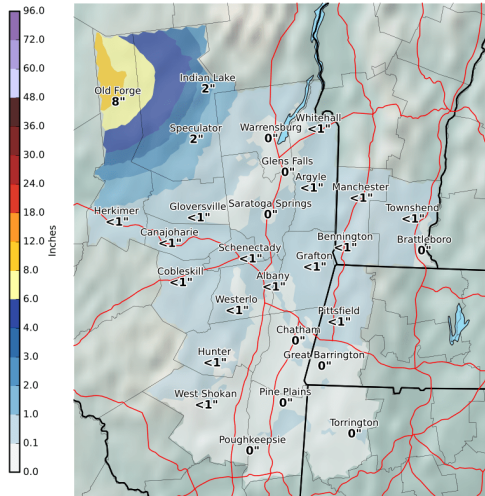 96.0
72.0
60.0
48.0
36.0
30.0
24.0
18.0
12.0
8.0
6.0
4.0
3.0
2.0
1.0
0.1
0.0
Inches
Old Forge
8"
Indian Lake
2"
Speculator
2"
Warrensburg
0"
Whitehall
<1"
Glens Falls
0"
Argyle
<1"
Manchester
<1"
Herkimer
<1"
Gloversville
<1"
Saratoga Springs
0"
Townshend
<1"
Canajoharie
<1"
Schenectady
<1"
Bennington
<1"
Brattleboro
0"
Grafton
<1"
Cobleskill
<1"
Albany
<1"
Westerlo
<1"
Pittsfield
<1"
Chatham
0"
Hunter
<1"
Great Barrington
0"
West Shokan
<1"
Pine Plains
0"
Torrington
0"
Poughkeepsie
0"